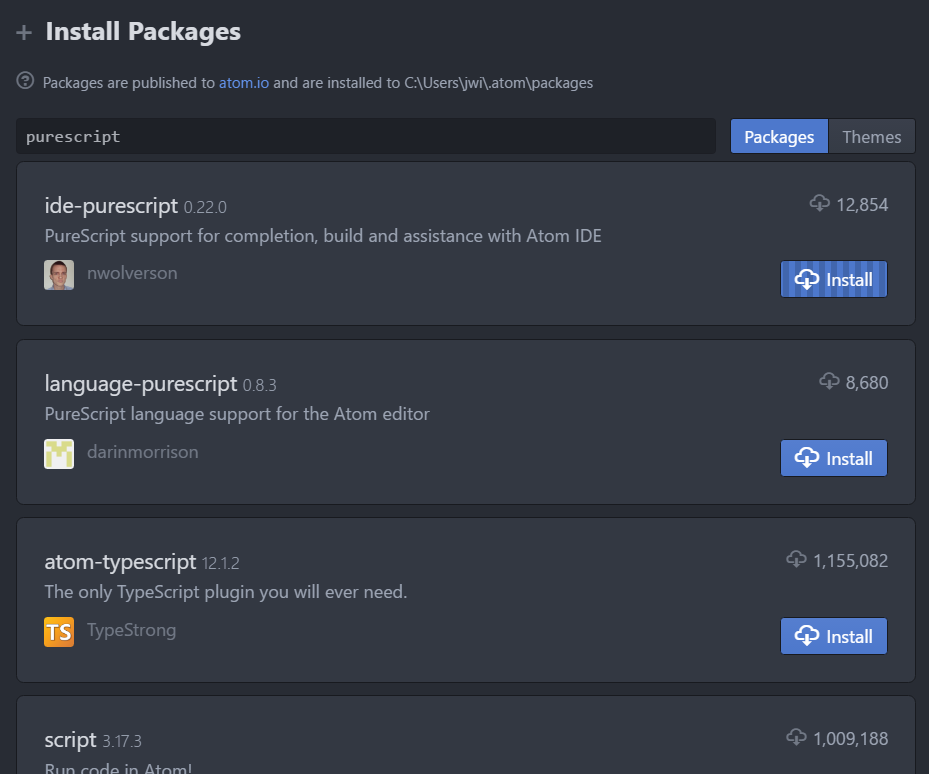 Install Packages
Packages are published to atom.io and are installed to C:\Users\jwi\.atom\packages
purescript
Packages Themes
ide-purescript 0.22.0 12,854
PureScript support for completion, build and assistance with Atom IDE
nwolverson
Install
language-purescript 0.8.3 8,680
PureScript language support for the Atom editor
darinmorrison
Install
atom-typescript 12.1.2 1,155,082
The only TypeScript plugin you will ever need.
TS TypeStrong
Install
script 3.17.3 1,009,188
Run code in Atom!